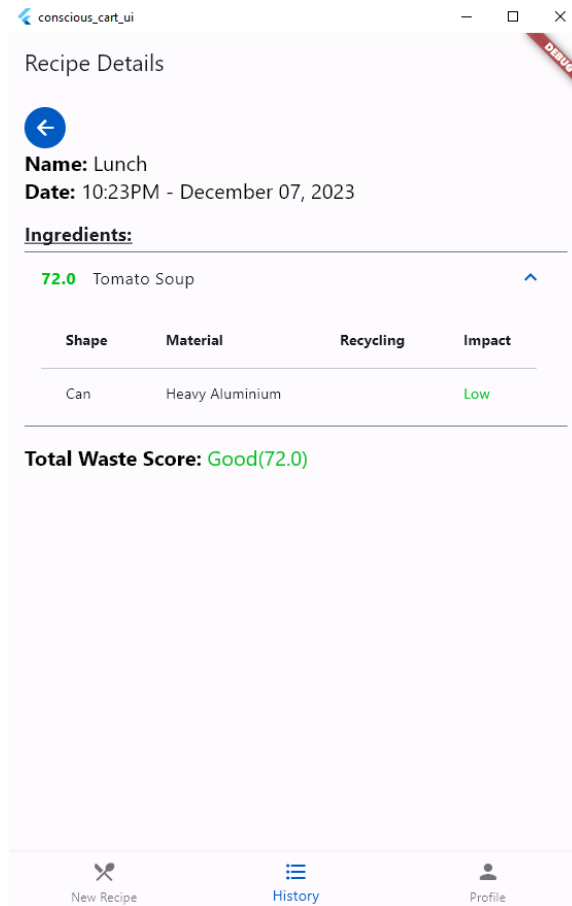 conscious_cart_ui
Recipe Details
DEBUG
Name: Lunch
Date: 10:23PM - December 07, 2023
Ingredients:
72.0 Tomato Soup
Shape Material Recycling Impact
Can Heavy Aluminium Low
Total Waste Score: Good(72.0)
New Recipe History Profile